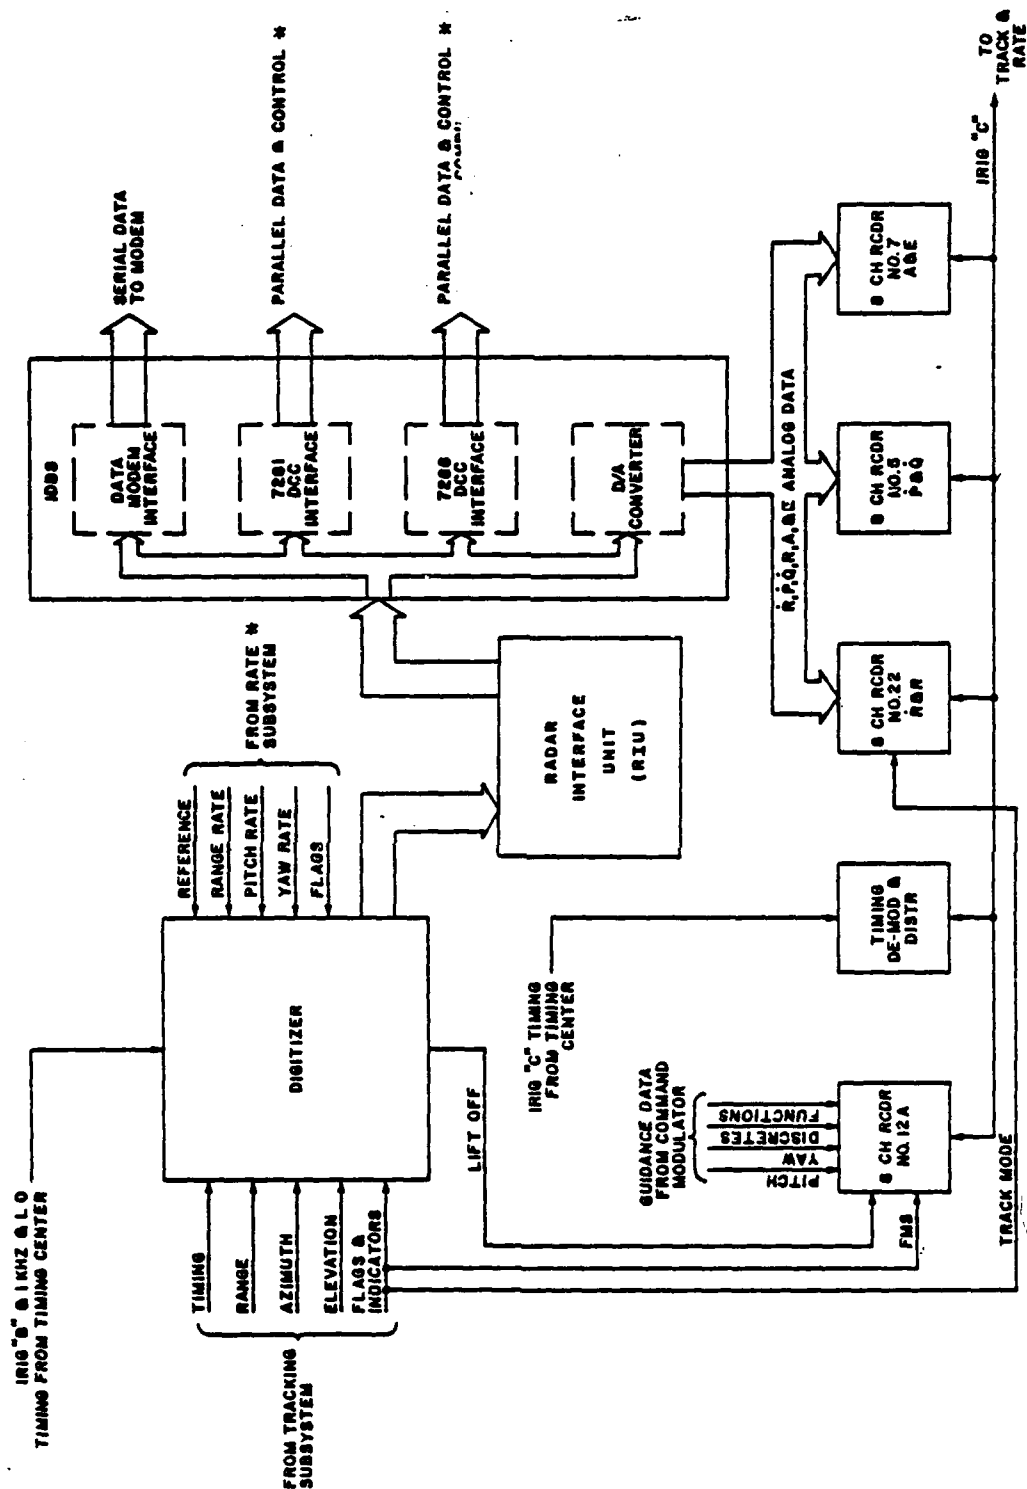 IRIG "B" & 1 KHZ & L O
TIMING FROM TIMING CENTER
FROM TRACKING
SUBSYSTEM
TIMING
RANGE
AZIMUTH
ELEVATION
FLAGS &
INDICATORS
DIGITIZER
LIFT OFF
REFERENCE
RANGE RATE
PITCH RATE
YAW RATE
FLAGS
FROM RATE *
SUBSYSTEM
RADAR
INTERFACE
UNIT
(RIU)
DATA
MODEM
INTERFACE
7281
DCC
INTERFACE
DCC
INTERFACE
D/A
CONVERTER
SERIAL DATA
TO MODEM
PARALLEL DATA & CONTROL *
PARALLEL DATA & CONTROL *
Ṙ, Ṗ, Q̇, R, A, &E ANALOG DATA
GUIDANCE DATA
FROM COMMAND
MODULATOR
PITCH
YAW
DISCRETES
FUNCTIONS
8 CH RCDR
NO. 12A
FMS
TRACK MODE
IRIG "C" TIMING
FROM TIMING
CENTER
TIMING
DE-MOD &
DISTR
8 CH RCDR
NO. 22
Ṙ&R
8 CH RCDR
Ṗ&Q̇
8 CH RCDR
NO. 7
A&E
IRIG "C"
TO
TRACK &
RATE